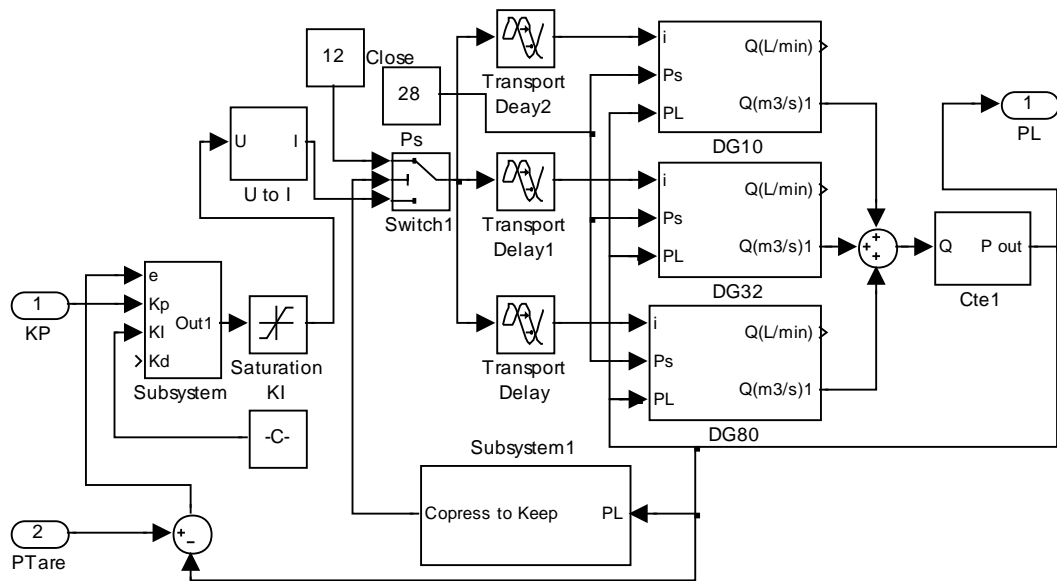 12
Close
28
Ps
U
I
U to I
Switch1
Transport
Deay2
Transport
Delay1
Transport
Delay
i
Ps
PL
Q(L/min)
Q(m3/s)1
DG10
i
Ps
PL
Q(L/min)
Q(m3/s)1
DG32
i
Ps
PL
Q(L/min)
Q(m3/s)1
DG80
+
+
+
Q
P out
Cte1
1
PL
1
KP
e
Kp
KI
Kd
Out1
Subsystem
Saturation
KI
-C-
Subsystem1
Copress to Keep
PL
2
PTare
+
−